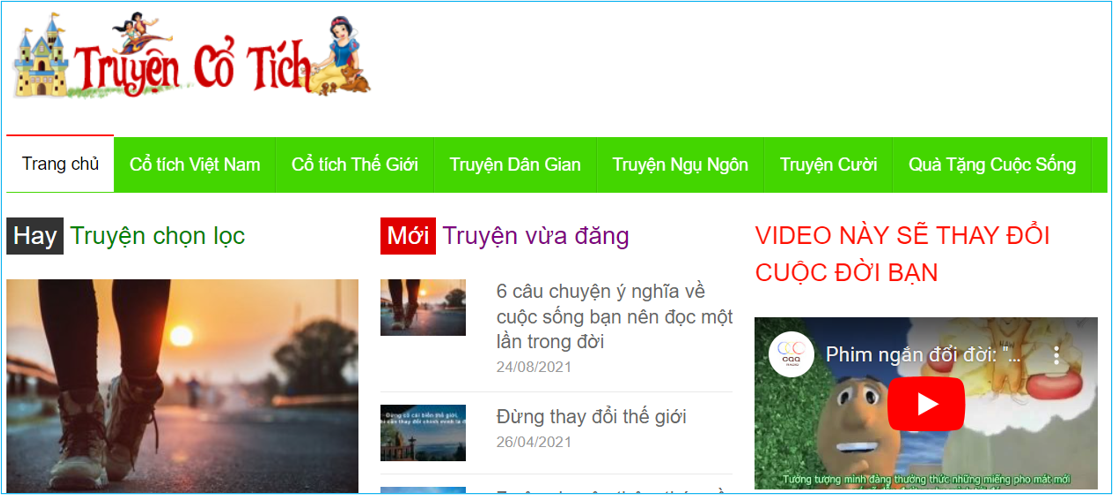 Truyện Cổ Tích
Trang chủ
Cổ tích Việt Nam
Cổ tích Thế Giới
Truyện Dân Gian
Truyện Ngụ Ngôn
Truyện Cười
Quà Tặng Cuộc Sống
Hay Truyện chọn lọc
Mới Truyện vừa đăng
6 câu chuyện ý nghĩa về
cuộc sống bạn nên đọc một
lần trong đời
24/08/2021
Đừng thay đổi thế giới
26/04/2021
VIDEO NÀY SẼ THAY ĐỔI
CUỘC ĐỜI BẠN
Phim ngắn đổi đời: "...
Tưởng tượng mình đang thưởng thức những miếng pho mát mới